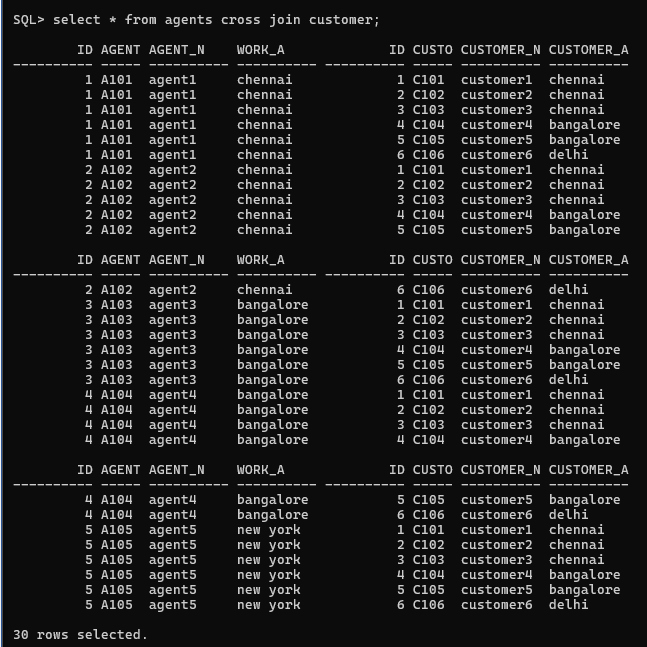 SQL> select * from agents cross join customer;
        ID AGENT AGENT_N    WORK_A             ID CUSTO CUSTOMER_N CUSTOMER_A
---------- ----- ---------- ---------- ---------- ----- ---------- ----------
         1 A101  agent1     chennai             1 C101  customer1  chennai
         1 A101  agent1     chennai             2 C102  customer2  chennai
         1 A101  agent1     chennai             3 C103  customer3  chennai
         1 A101  agent1     chennai             4 C104  customer4  bangalore
         1 A101  agent1     chennai             5 C105  customer5  bangalore
         1 A101  agent1     chennai             6 C106  customer6  delhi
         2 A102  agent2     chennai             1 C101  customer1  chennai
         2 A102  agent2     chennai             2 C102  customer2  chennai
         2 A102  agent2     chennai             3 C103  customer3  chennai
         2 A102  agent2     chennai             4 C104  customer4  bangalore
         2 A102  agent2     chennai             5 C105  customer5  bangalore
        ID AGENT AGENT_N    WORK_A             ID CUSTO CUSTOMER_N CUSTOMER_A
---------- ----- ---------- ---------- ---------- ----- ---------- ----------
         2 A102  agent2     chennai             6 C106  customer6  delhi
         3 A103  agent3     bangalore           1 C101  customer1  chennai
         3 A103  agent3     bangalore           2 C102  customer2  chennai
         3 A103  agent3     bangalore           3 C103  customer3  chennai
         3 A103  agent3     bangalore           4 C104  customer4  bangalore
         3 A103  agent3     bangalore           5 C105  customer5  bangalore
         3 A103  agent3     bangalore           6 C106  customer6  delhi
         4 A104  agent4     bangalore           1 C101  customer1  chennai
         4 A104  agent4     bangalore           2 C102  customer2  chennai
         4 A104  agent4     bangalore           3 C103  customer3  chennai
         4 A104  agent4     bangalore           4 C104  customer4  bangalore
        ID AGENT AGENT_N    WORK_A             ID CUSTO CUSTOMER_N CUSTOMER_A
---------- ----- ---------- ---------- ---------- ----- ---------- ----------
         4 A104  agent4     bangalore           5 C105  customer5  bangalore
         4 A104  agent4     bangalore           6 C106  customer6  delhi
         5 A105  agent5     new york            1 C101  customer1  chennai
         5 A105  agent5     new york            2 C102  customer2  chennai
         5 A105  agent5     new york            3 C103  customer3  chennai
         5 A105  agent5     new york            4 C104  customer4  bangalore
         5 A105  agent5     new york            5 C105  customer5  bangalore
         5 A105  agent5     new york            6 C106  customer6  delhi
30 rows selected.